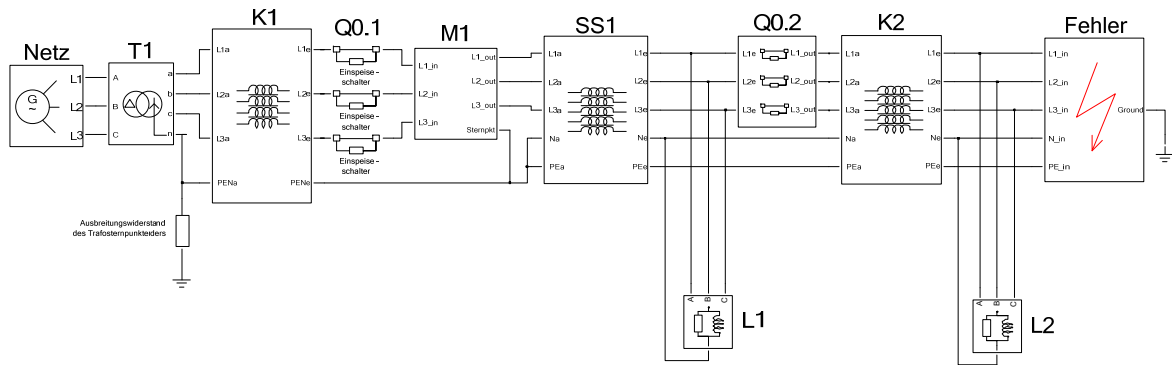 Netz
G
~
L1
L2
L3
T1
A
B
C
a
b
c
n
Ausbreitungswiderstand
des Trafosternpunkterders
K1
L1a
L2a
L3a
PENa
L1e
L2e
L3e
PENe
Q0.1
Einspeise-
schalter
Einspeise-
schalter
Einspeise-
schalter
M1
L1_in
L2_in
L3_in
L1_out
L2_out
L3_out
Sternpkt
SS1
L1a
L2a
L3a
Na
PEa
L1e
L2e
L3e
Ne
PEe
A
B
C
L1
Q0.2
L1e
L2e
L3e
L1_out
L2_out
L3_out
K2
L1a
L2a
L3a
Na
PEa
L1e
L2e
L3e
Ne
PEe
A
B
C
L2
Fehler
L1_in
L2_in
L3_in
N_in
PE_in
Ground